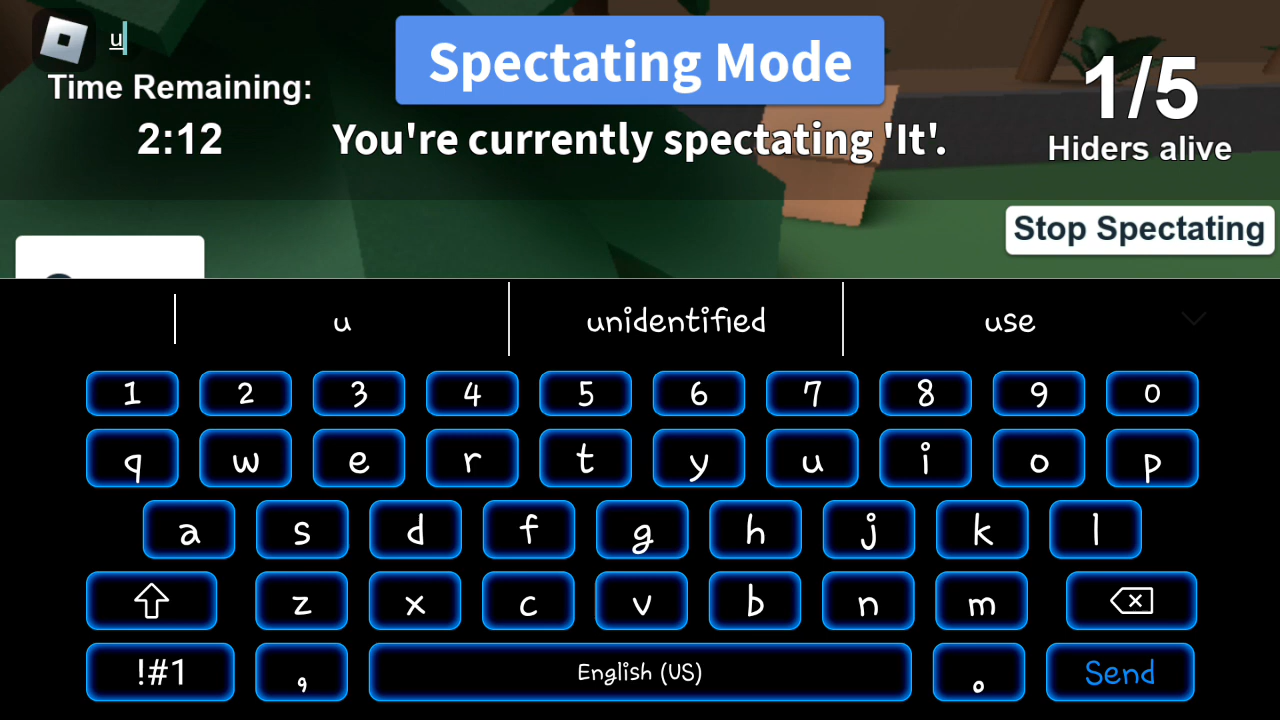 u
Spectating Mode
Time Remaining:
2:12
You're currently spectating 'It'.
1/5
Hiders alive
Stop Spectating
u unidentified use
1 2 3 4 5 6 7 8 9 0
q w e r t y u i o p
a s d f g h j k l
z x c v b n m
!#1 , English (US) . Send